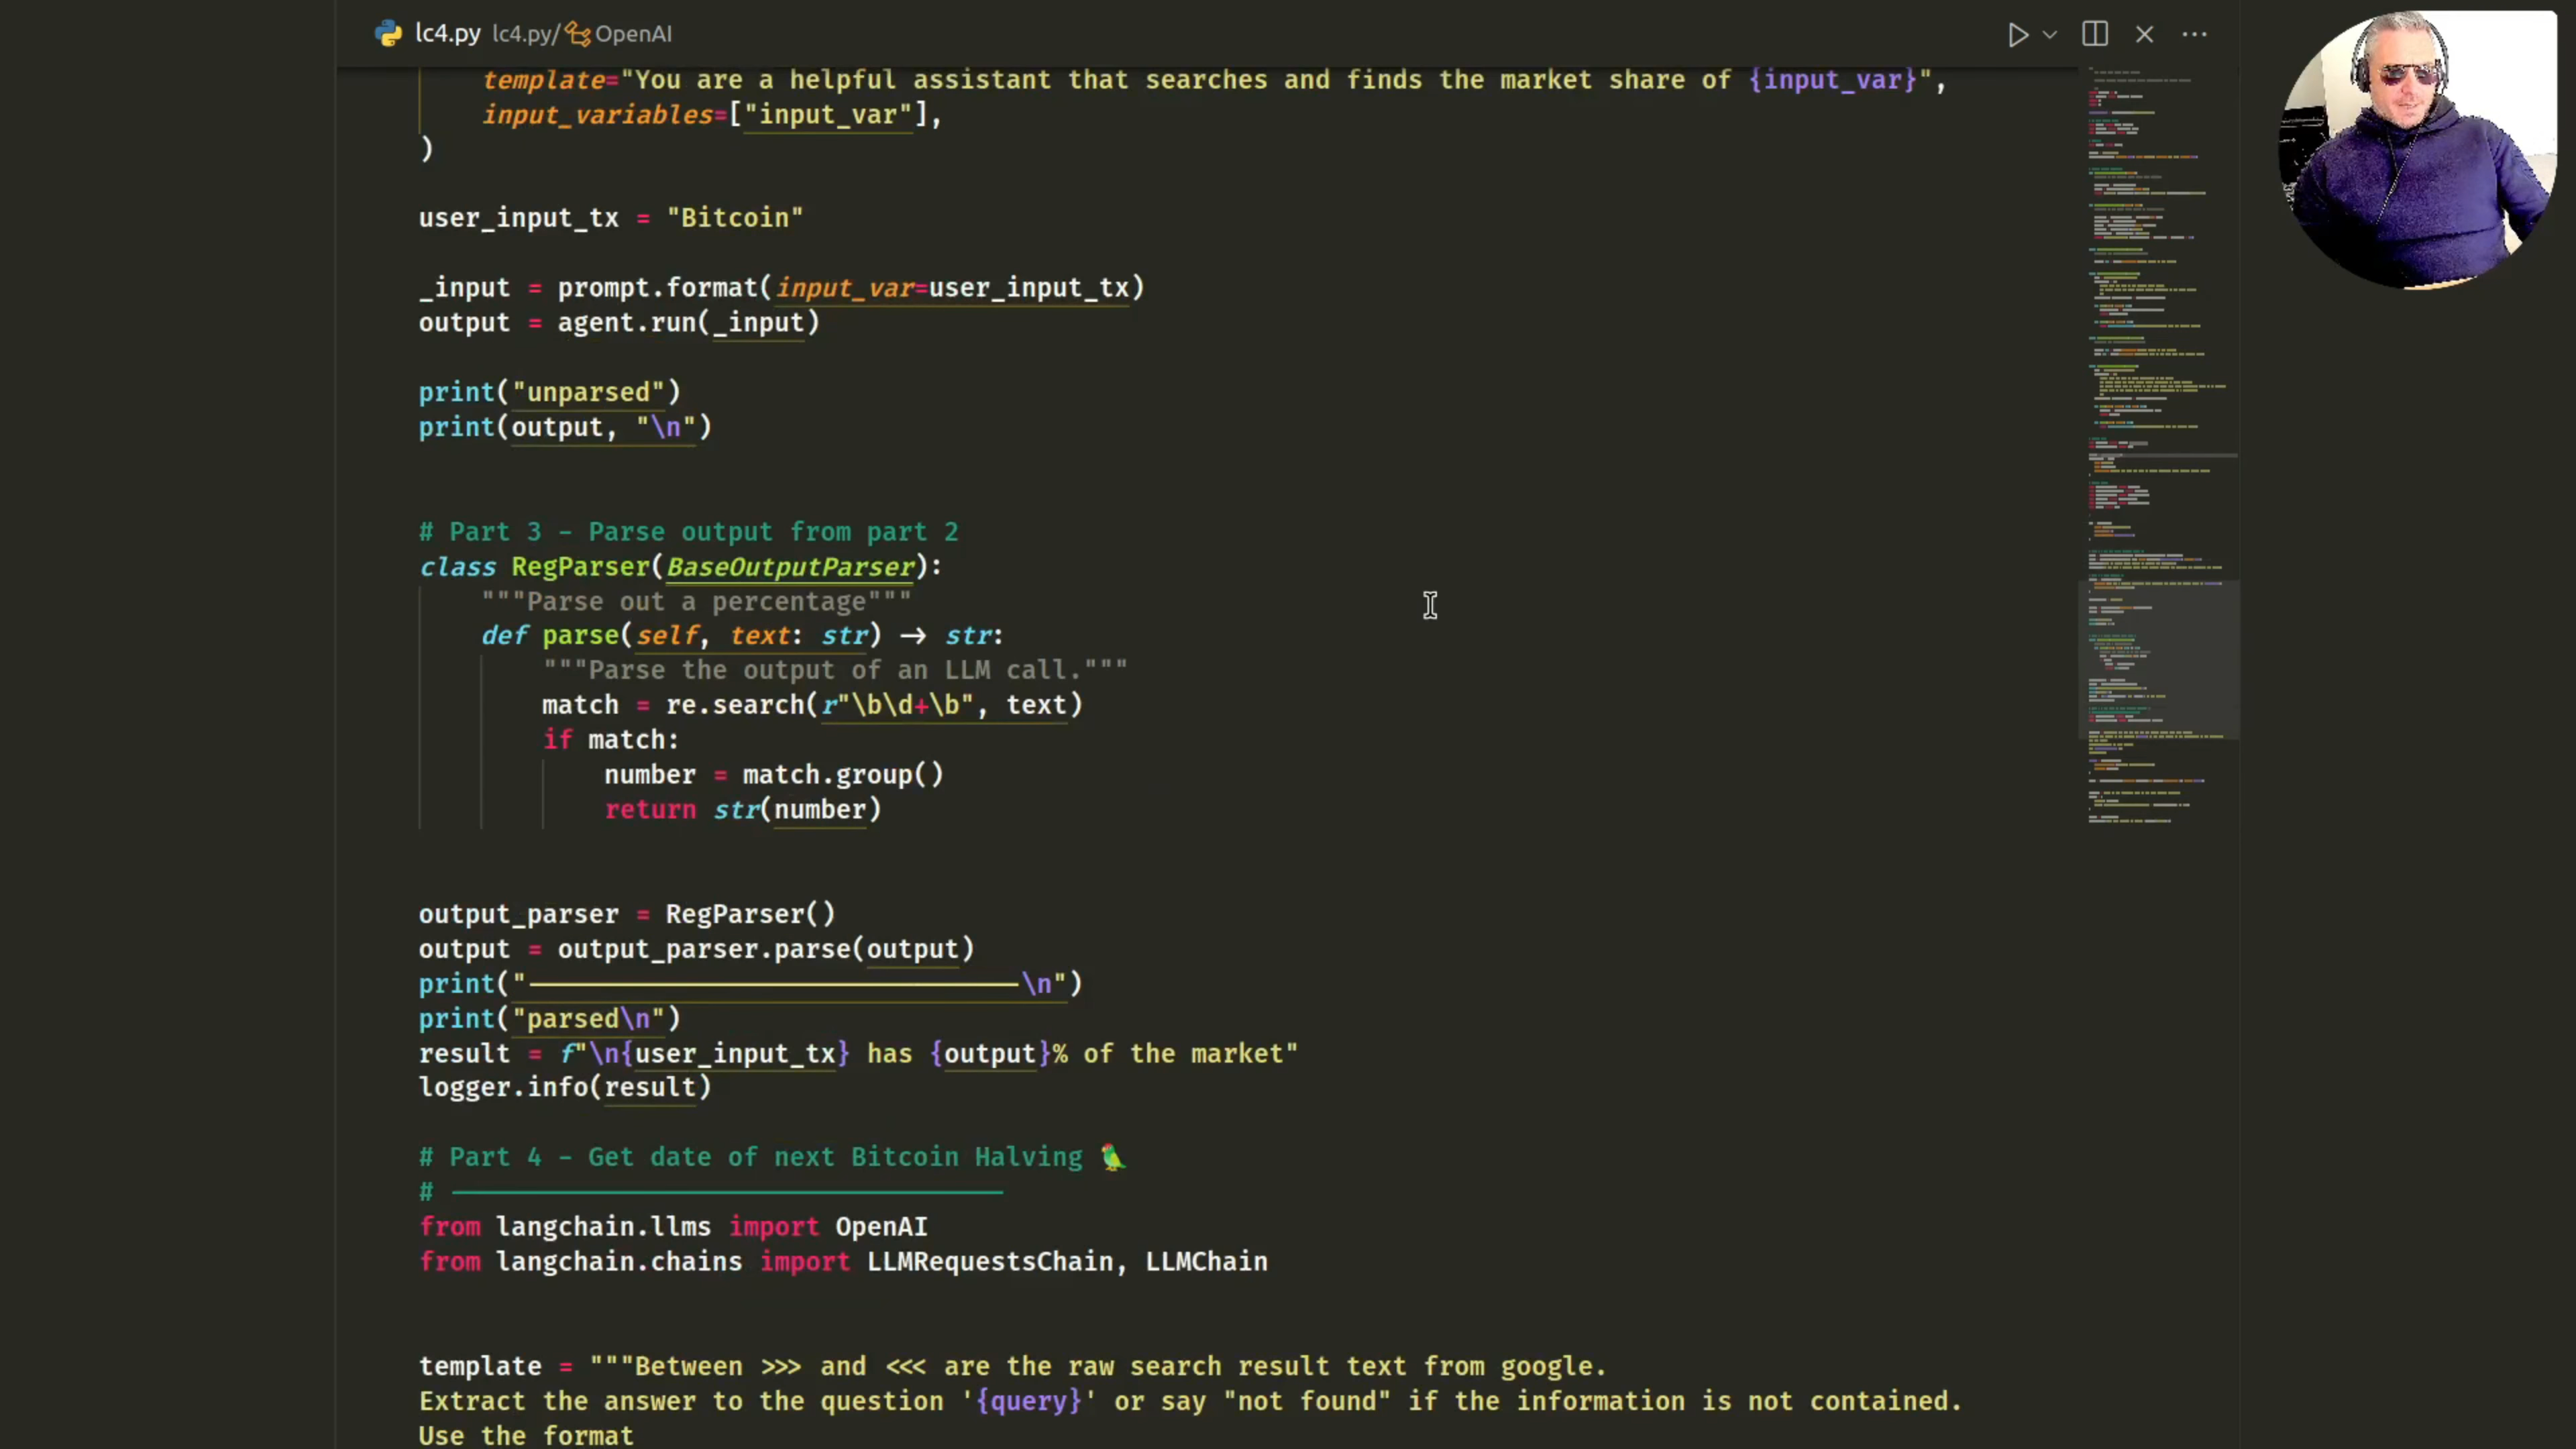 lc4.py lc4.py/OpenAI
template="You are a helpful assistant that searches and finds the market share of {input_var}",
input_variables=["input_var"],
)
user_input_tx = "Bitcoin"
_input = prompt.format(input_var=user_input_tx)
output = agent.run(_input)
print("unparsed")
print(output, "\n")
# Part 3 - Parse output from part 2
class RegParser(BaseOutputParser):
"""Parse out a percentage"""
def parse(self, text: str) → str:
"""Parse the output of an LLM call."""
match = re.search(r"\b\d+\b", text)
if match:
number = match.group()
return str(number)
output_parser = RegParser()
output = output_parser.parse(output)
print("————————————————\n")
print("parsed\n")
result = f"\n{user_input_tx} has {output}% of the market"
logger.info(result)
# Part 4 - Get date of next Bitcoin Halving 🦜
# ——————————————————
from langchain.llms import OpenAI
from langchain.chains import LLMRequestsChain, LLMChain
template = """Between >>> and <<< are the raw search result text from google.
Extract the answer to the question '{query}' or say "not found" if the information is not contained.
Use the format